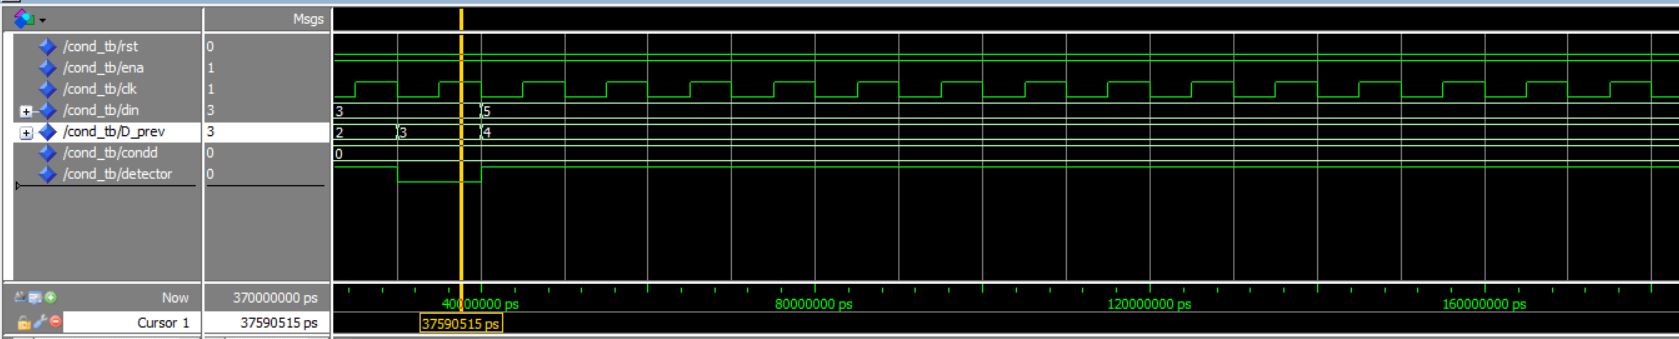 Msgs
/cond_tb/rst 0
/cond_tb/ena 1
/cond_tb/clk 1
/cond_tb/din 3 3 5
/cond_tb/D_prev 3 2 3 4
/cond_tb/condd 0 0
/cond_tb/detector 0
Now 370000000 ps 40000000 ps 80000000 ps 120000000 ps 160000000 ps
Cursor 1 37590515 ps 37590515 ps